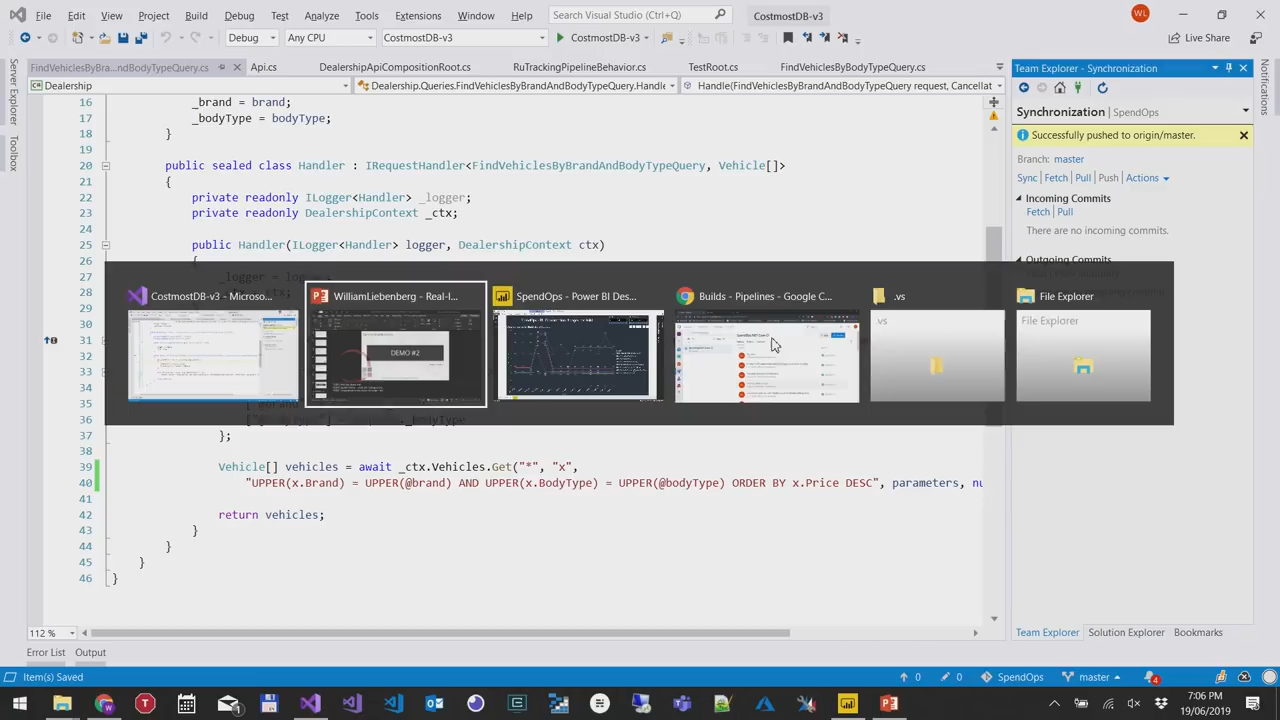 File Edit View Project Build Debug Test Analyze Tools Extensions Window Help Search Visual Studio (Ctrl+Q) CostmostDB-v3 WL
Debug Any CPU CostmostDB-v3 CostmostDB-v3 Live Share
FindVehiclesByBra...ndBodyTypeQuery.cs Api.cs DealershipApiCompositionRoot.cs RuTrackingPipelineBehavior.cs TestRoot.cs FindVehiclesByBodyTypeQuery.cs
Dealership Dealership.Queries.FindVehiclesByBrandAndBodyTypeQuery.Handle Handle(FindVehiclesByBrandAndBodyTypeQuery request, Cancellat
Server Explorer
Toolbox
16 _brand = brand;
17 _bodyType = bodyType;
18 }
19
20 public sealed class Handler : IRequestHandler<FindVehiclesByBrandAndBodyTypeQuery, Vehicle[]>
21 {
22 private readonly ILogger<Handler> _logger;
23 private readonly DealershipContext _ctx;
24
25 public Handler(ILogger<Handler> logger, DealershipContext ctx)
26 {
27
28
29
30
31
32
33
34
35
36
37 };
38
39 Vehicle[] vehicles = await _ctx.Vehicles.Get("*", "x",
40 "UPPER(x.Brand) = UPPER(@brand) AND UPPER(x.BodyType) = UPPER(@bodyType) ORDER BY x.Price DESC", parameters, nu
41
42 return vehicles;
43 }
44 }
45 }
46 }
CostmostDB-v3 - Microso... WilliamLiebenberg - Real-l... SpendOps - Power BI Des... Builds - Pipelines - Google C... .vs File Explorer
DEMO #2
.vs
File Explorer
Team Explorer - Synchronization
Synchronization | SpendOps
Successfully pushed to origin/master.
Branch: master
Sync Fetch Pull Push Actions
Incoming Commits
Fetch Pull
There are no incoming commits.
Outgoing Commits
Notifications
112 %
Team Explorer Solution Explorer Bookmarks
Error List Output
Item(s) Saved 0 0 SpendOps master 4
7:06 PM
19/06/2019